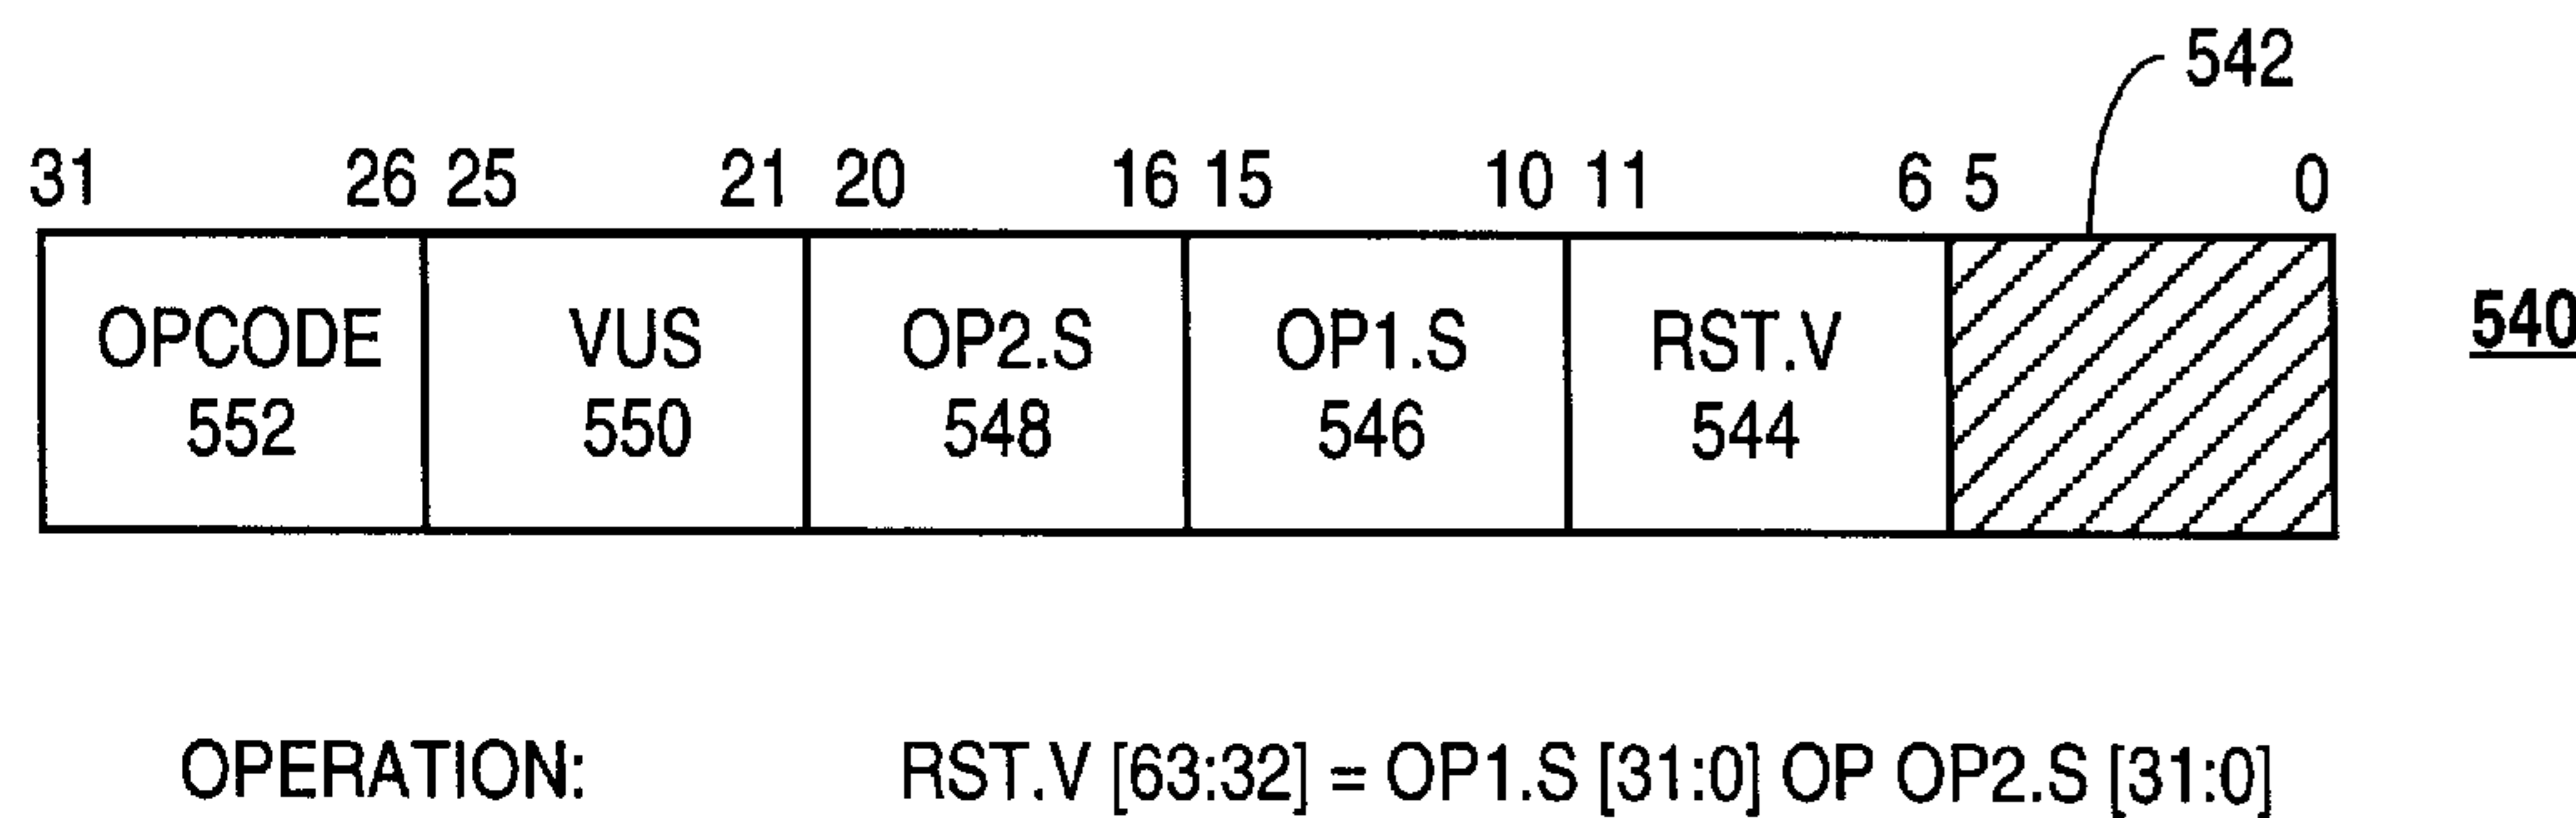 542
31 26 25 21 20 16 15 10 11 6 5 0
OPCODE VUS OP2.S OP1.S RST.V
552 550 548 546 544
540
OPERATION: RST.V [63:32] = OP1.S [31:0] OP OP2.S [31:0]